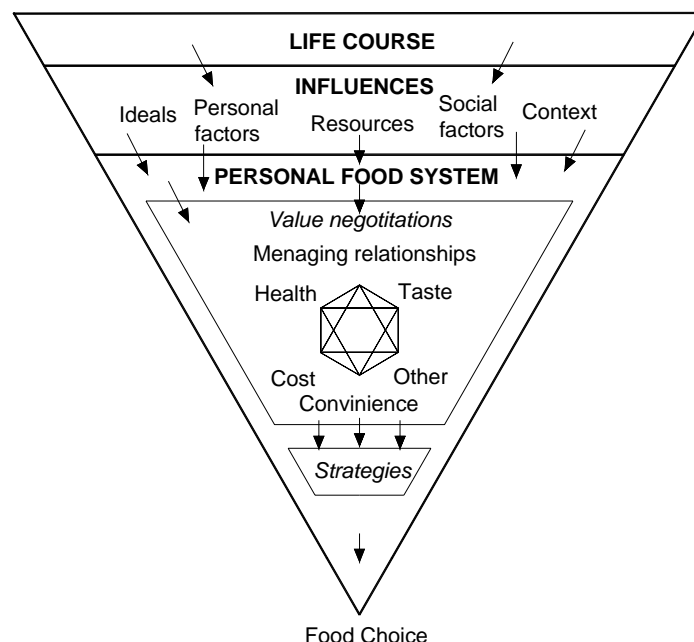 LIFE COURSE
INFLUENCES
Ideals
Personal
factors
Resources
Social
factors
Context
PERSONAL FOOD SYSTEM
Value negotitations
Menaging relationships
Health
Taste
Cost
Other
Convinience
Strategies
Food Choice